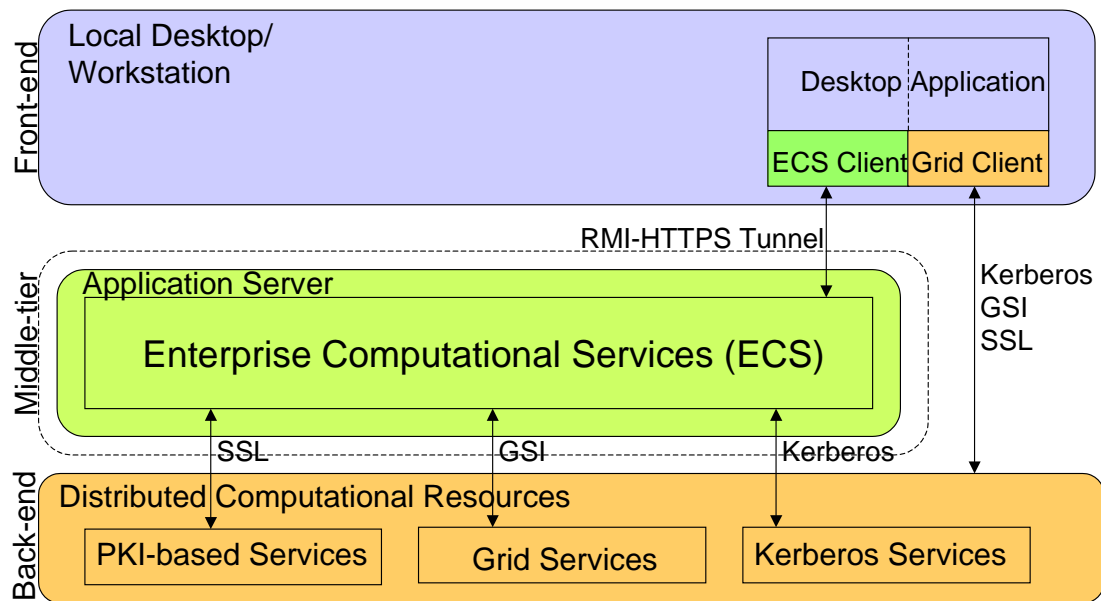 Front-end
Local Desktop/
Workstation
Desktop Application
ECS Client
Grid Client
RMI-HTTPS Tunnel
Kerberos
GSI
SSL
Middle-tier
Application Server
Enterprise Computational Services (ECS)
SSL
GSI
Kerberos
Back-end
Distributed Computational Resources
PKI-based Services
Grid Services
Kerberos Services